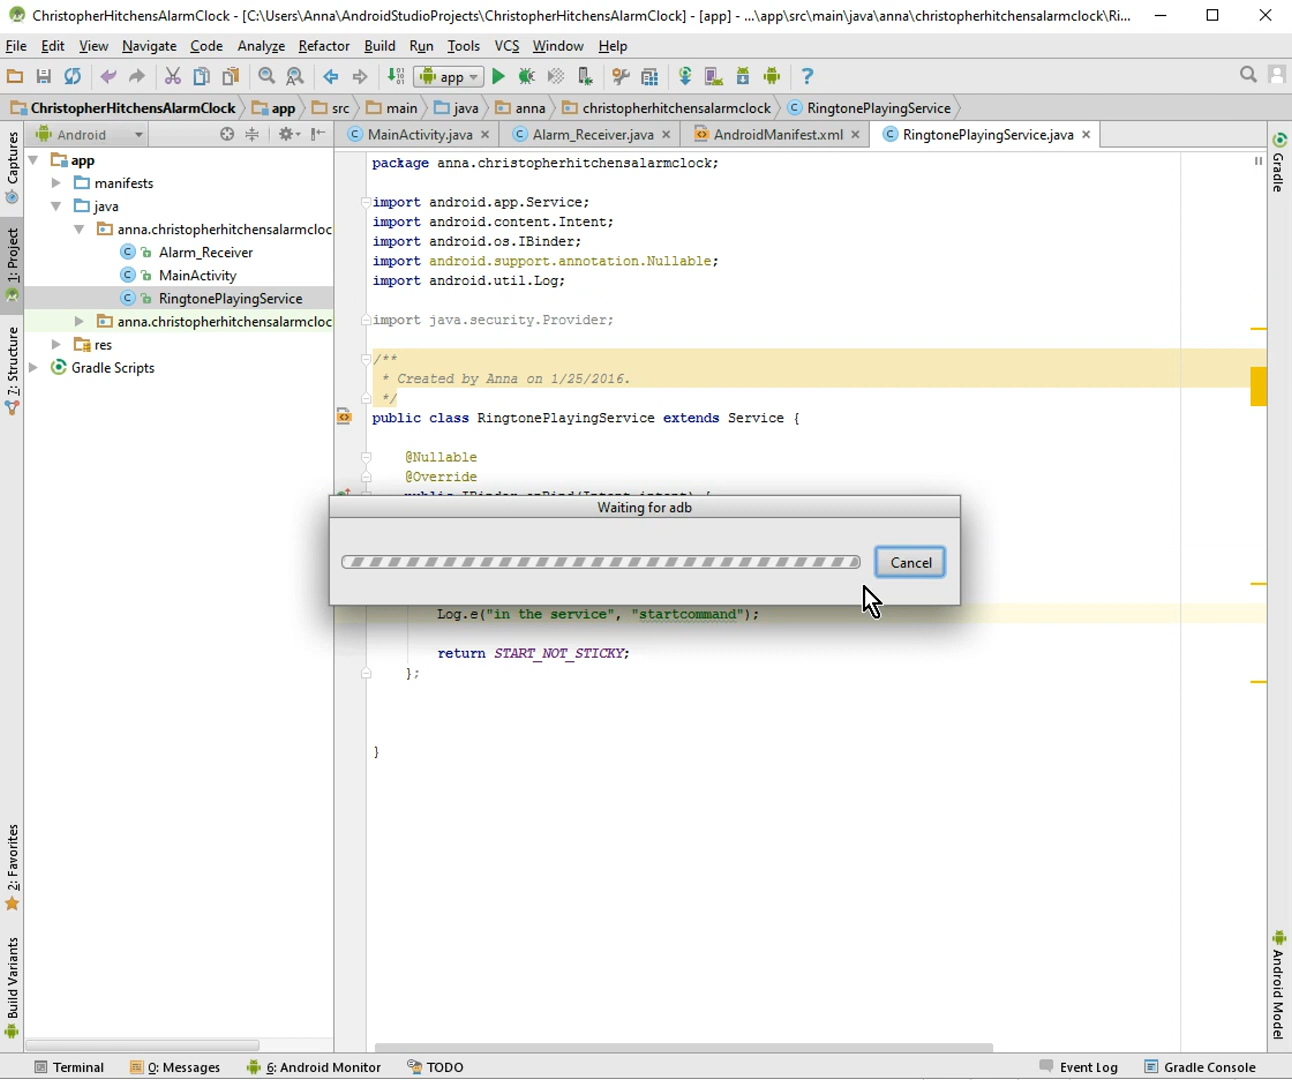 ChristopherHitchensAlarmClock - [C:\Users\Anna\AndroidStudioProjects\ChristopherHitchensAlarmClock] - [app] - ...\app\src\main\java\anna\christopherhitchensalarmclock\Ri...
File Edit View Navigate Code Analyze Refactor Build Run Tools VCS Window Help
app
ChristopherHitchensAlarmClock app src main java anna christopherhitchensalarmclock RingtonePlayingService
Android
MainActivity.java Alarm_Receiver.java AndroidManifest.xml RingtonePlayingService.java
Captures
1: Project
7: Structure
2: Favorites
Build Variants
app
manifests
java
anna.christopherhitchensalarmcloc
Alarm_Receiver
MainActivity
RingtonePlayingService
anna.christopherhitchensalarmcloc
res
Gradle Scripts
package anna.christopherhitchensalarmclock;
import android.app.Service;
import android.content.Intent;
import android.os.IBinder;
import android.support.annotation.Nullable;
import android.util.Log;
import java.security.Provider;
/**
* Created by Anna on 1/25/2016.
*/
public class RingtonePlayingService extends Service {
@Nullable
@Override
public IBinder onBind(Intent intent) {
Waiting for adb
Cancel
Log.e("in the service", "startcommand");
return START_NOT_STICKY;
};
}
Gradle
Android Model
Terminal 0: Messages 6: Android Monitor TODO Event Log Gradle Console